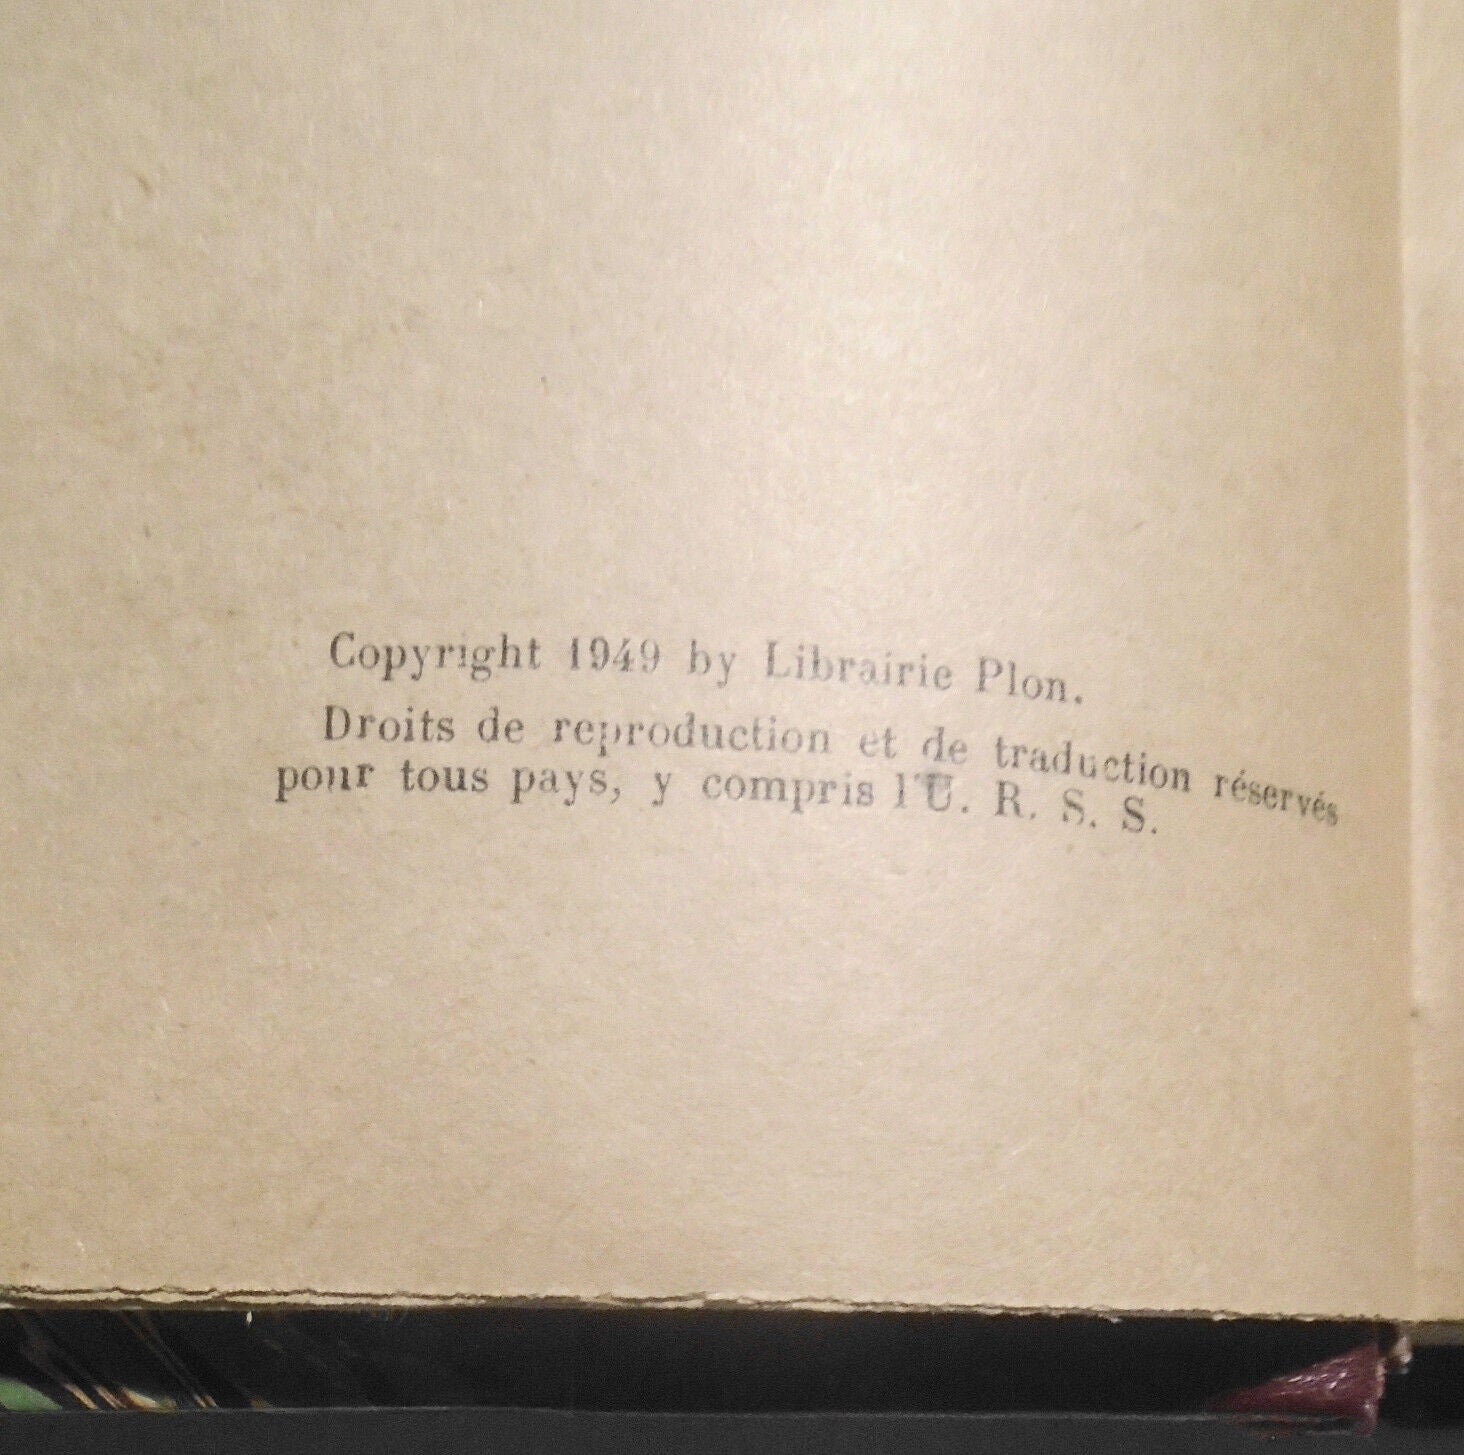 Copyright 1949 by Librairie Plon.
Droits de reproduction et de traduction réservés
pour tous pays, y compris l'U. R. S. S.